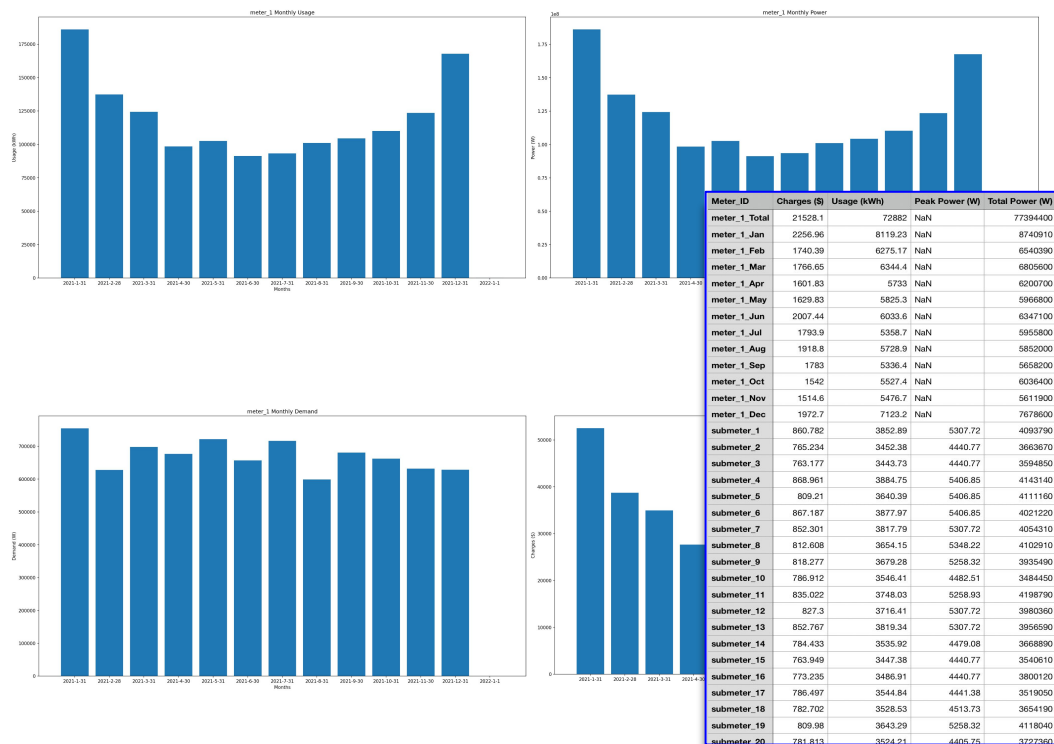 meter_1 Monthly Usage
175000
150000
125000
100000
75000
50000
25000
0
Usage (kWh)
2021-1-31 2021-2-28 2021-3-31 2021-4-30 2021-5-31 2021-6-30 2021-7-31 2021-8-31 2021-9-30 2021-10-31 2021-11-30 2021-12-31 2022-1-1
Months
meter_1 Monthly Power
1e8
1.75
1.50
1.25
1.00
0.75
0.50
0.25
0.00
Power (W)
2021-1-31 2021-2-28 2021-3-31
meter_1 Monthly Demand
700000
600000
500000
400000
300000
200000
100000
0
Demand (W)
2021-1-31 2021-2-28 2021-3-31 2021-4-30 2021-5-31 2021-6-30 2021-7-31 2021-8-31 2021-9-30 2021-10-31 2021-11-30 2021-12-31 2022-1-1
Months
50000
40000
30000
20000
10000
0
Charges ($)
2021-1-31 2021-2-28 2021-3-31
Meter_ID Charges ($) Usage (kWh) Peak Power (W) Total Power (W)
meter_1_Total 21528.1 72882 NaN 77394400
meter_1_Jan 2256.96 8119.23 NaN 8740910
meter_1_Feb 1740.39 6275.17 NaN 6540390
meter_1_Mar 1766.65 6344.4 NaN 6805600
meter_1_Apr 1601.83 5733 NaN 6200700
meter_1_May 1629.83 5825.3 NaN 5966800
meter_1_Jun 2007.44 6033.6 NaN 6347100
meter_1_Jul 1793.9 5358.7 NaN 5955800
meter_1_Aug 1918.8 5728.9 NaN 5852000
meter_1_Sep 1783 5336.4 NaN 5658200
meter_1_Oct 1542 5527.4 NaN 6036400
meter_1_Nov 1514.6 5476.7 NaN 5611900
meter_1_Dec 1972.7 7123.2 NaN 7678600
submeter_1 860.782 3852.89 5307.72 4093790
submeter_2 765.234 3452.38 4440.77 3663670
submeter_3 763.177 3443.73 4440.77 3594850
submeter_4 868.961 3884.75 5406.85 4143140
submeter_5 809.21 3640.39 5406.85 4111160
submeter_6 867.187 3877.97 5406.85 4021220
submeter_7 852.301 3817.79 5307.72 4054310
submeter_8 812.608 3654.15 5348.22 4102910
submeter_9 818.277 3679.28 5258.32 3935490
submeter_10 786.912 3546.41 4482.51 3484450
submeter_11 835.022 3748.03 5258.93 4198790
submeter_12 827.3 3716.41 5307.72 3980360
submeter_13 852.767 3819.34 5307.72 3956590
submeter_14 784.433 3535.92 4479.08 3668890
submeter_15 763.949 3447.38 4440.77 3540610
submeter_16 773.235 3486.91 4440.77 3800120
submeter_17 786.497 3544.84 4441.38 3519050
submeter_18 782.702 3528.53 4513.73 3654190
submeter_19 809.98 3643.29 5258.32 4118040
submeter_20 781.813 3524.21 4405.75 3727360